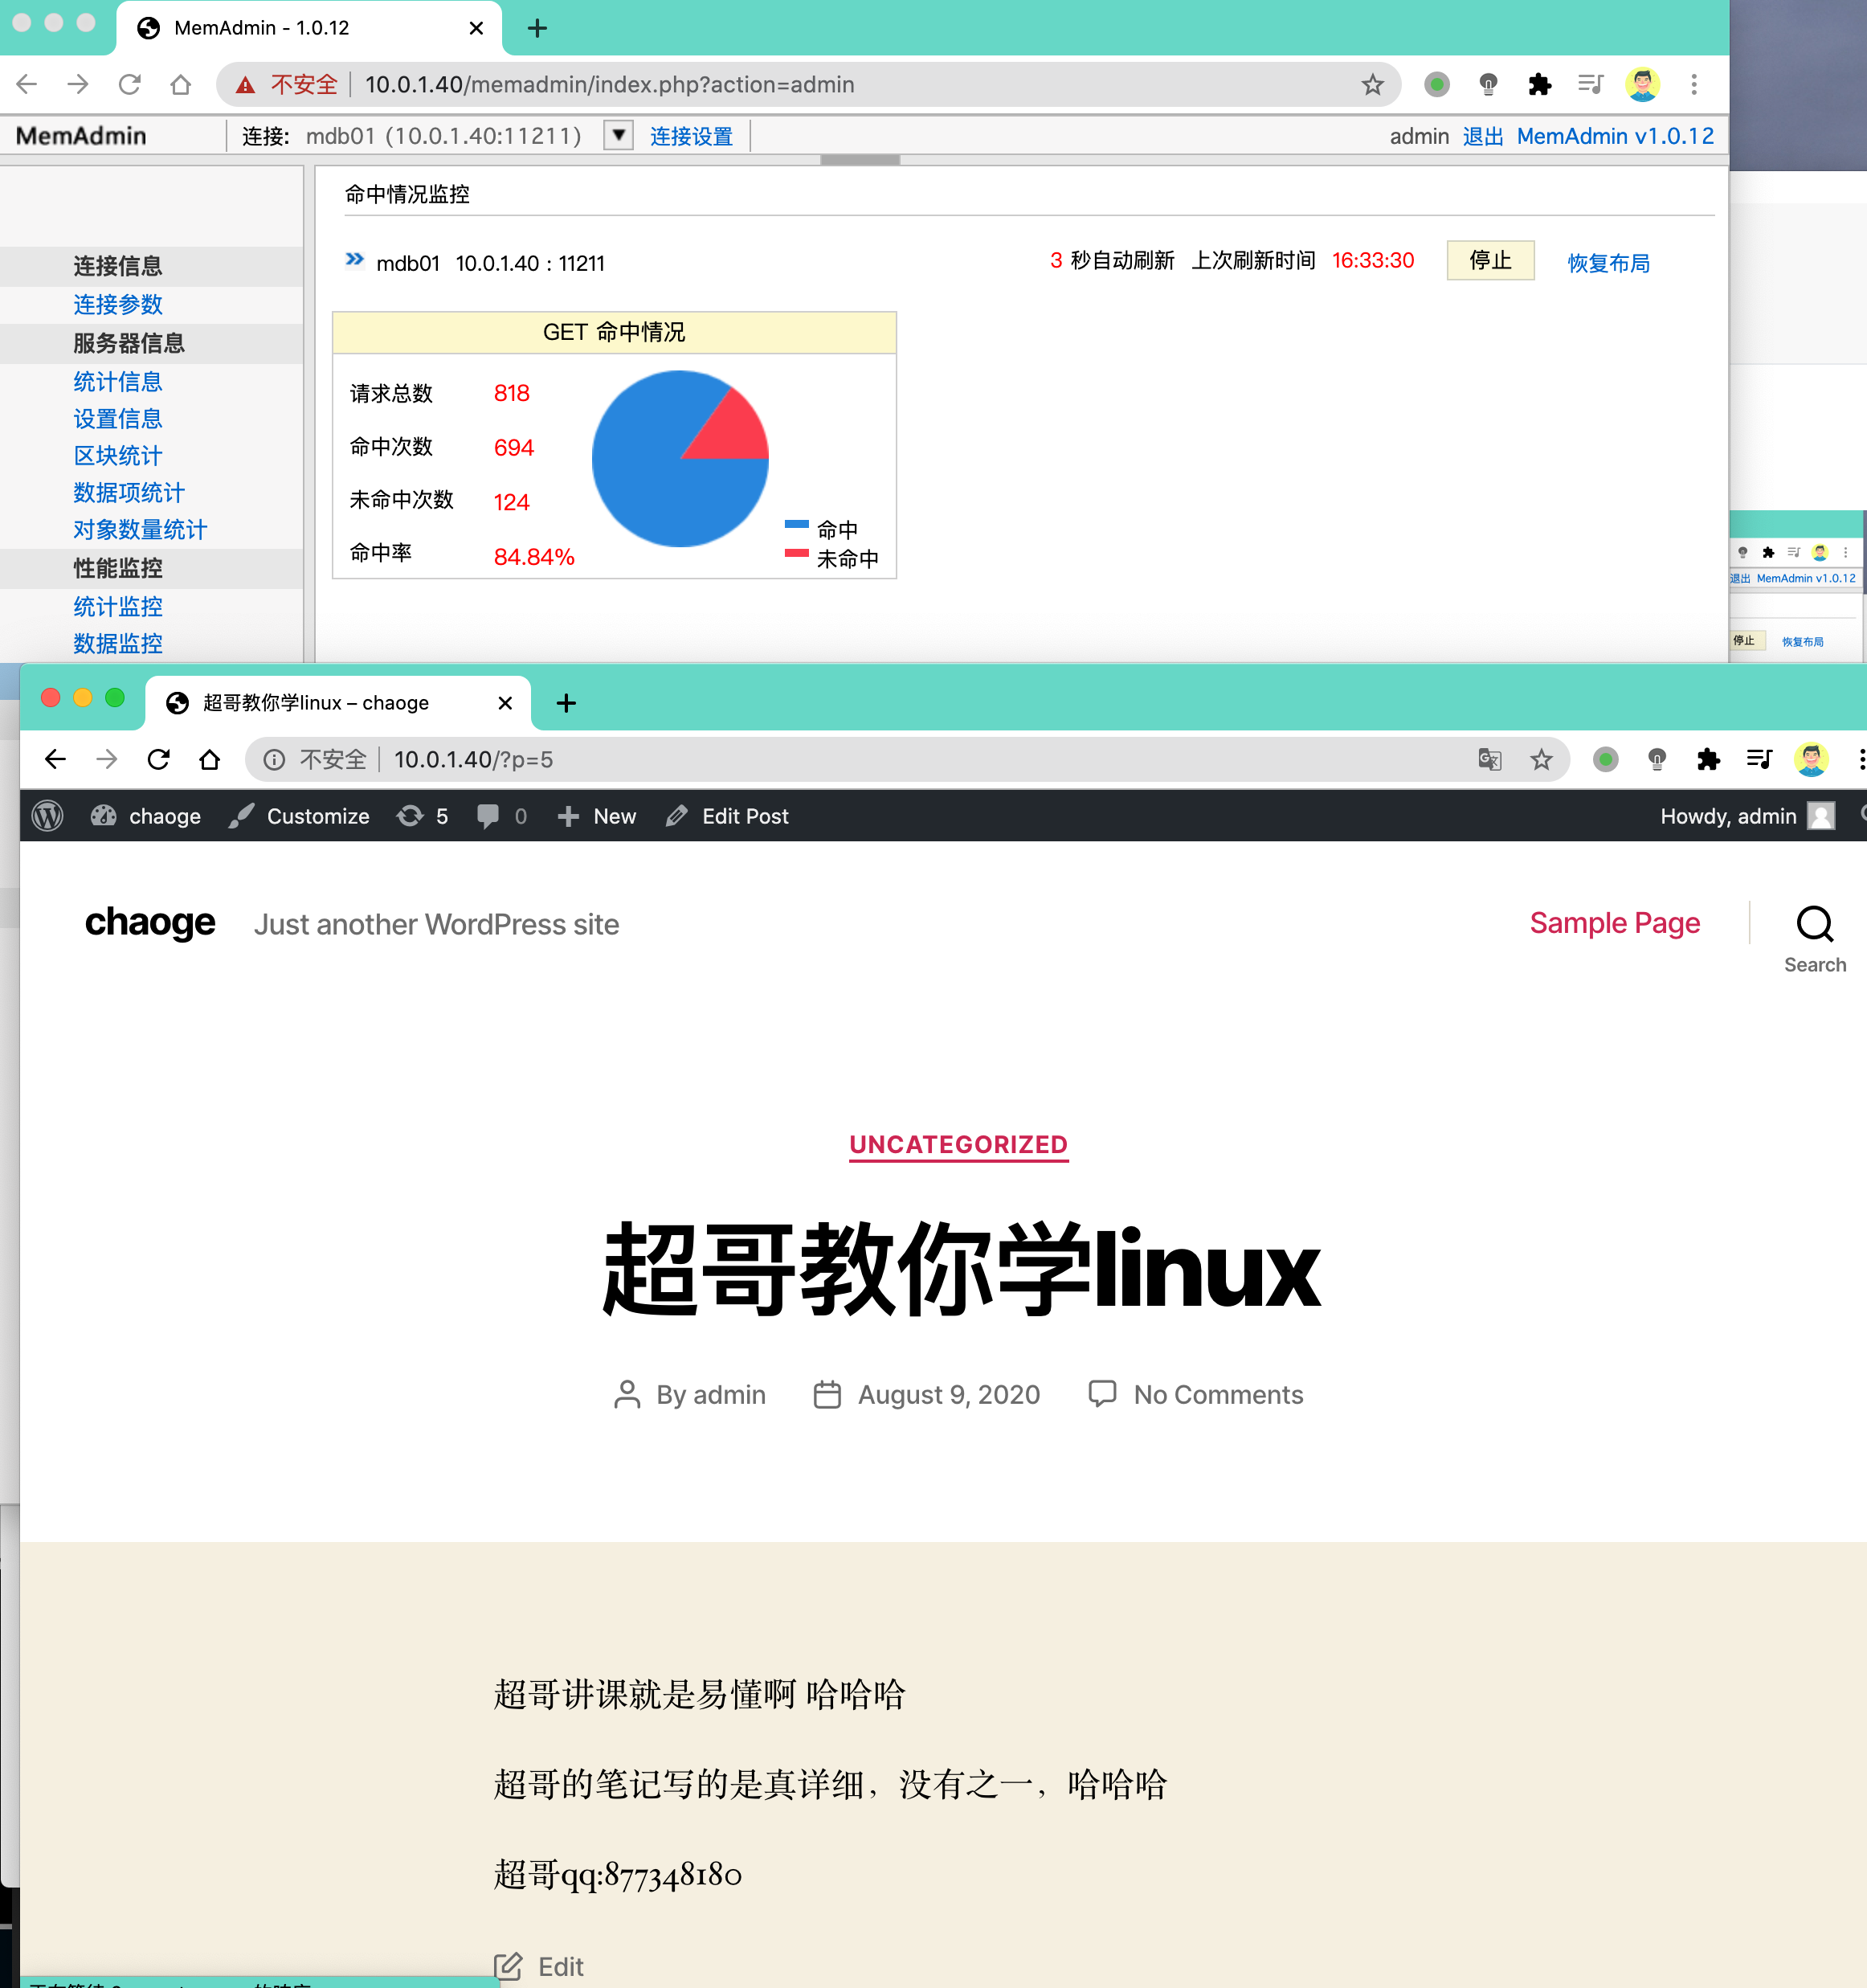 MemAdmin - 1.0.12
不安全 10.0.1.40/memadmin/index.php?action=admin
MemAdmin 连接: mdb01 (10.0.1.40:11211) 连接设置 admin 退出 MemAdmin v1.0.12
命中情况监控
mdb01 10.0.1.40 : 11211 3 秒自动刷新 上次刷新时间 16:33:30 停止 恢复布局
连接信息
连接参数
服务器信息
统计信息
设置信息
区块统计
数据项统计
对象数量统计
性能监控
统计监控
数据监控
GET 命中情况
请求总数 818
命中次数 694
未命中次数 124
命中率 84.84%
命中
未命中
退出 MemAdmin v1.0.12
停止 恢复布局
超哥教你学linux – chaoge
不安全 10.0.1.40/?p=5
chaoge Customize 5 0 New Edit Post Howdy, admin
chaoge Just another WordPress site Sample Page
Search
UNCATEGORIZED
超哥教你学linux
By admin August 9, 2020 No Comments
超哥讲课就是易懂啊 哈哈哈
超哥的笔记写的是真详细，没有之一，哈哈哈
超哥qq:877348180
Edit